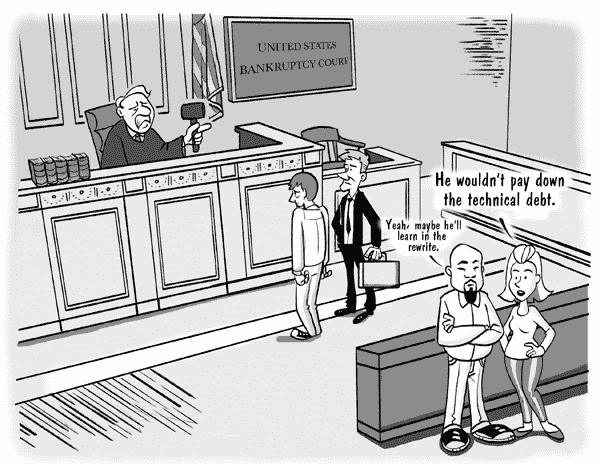 UNITED STATES
BANKRUPTCY COURT
He wouldn't pay down
the technical debt.
Yeah, maybe he'll
learn in the
rewrite.